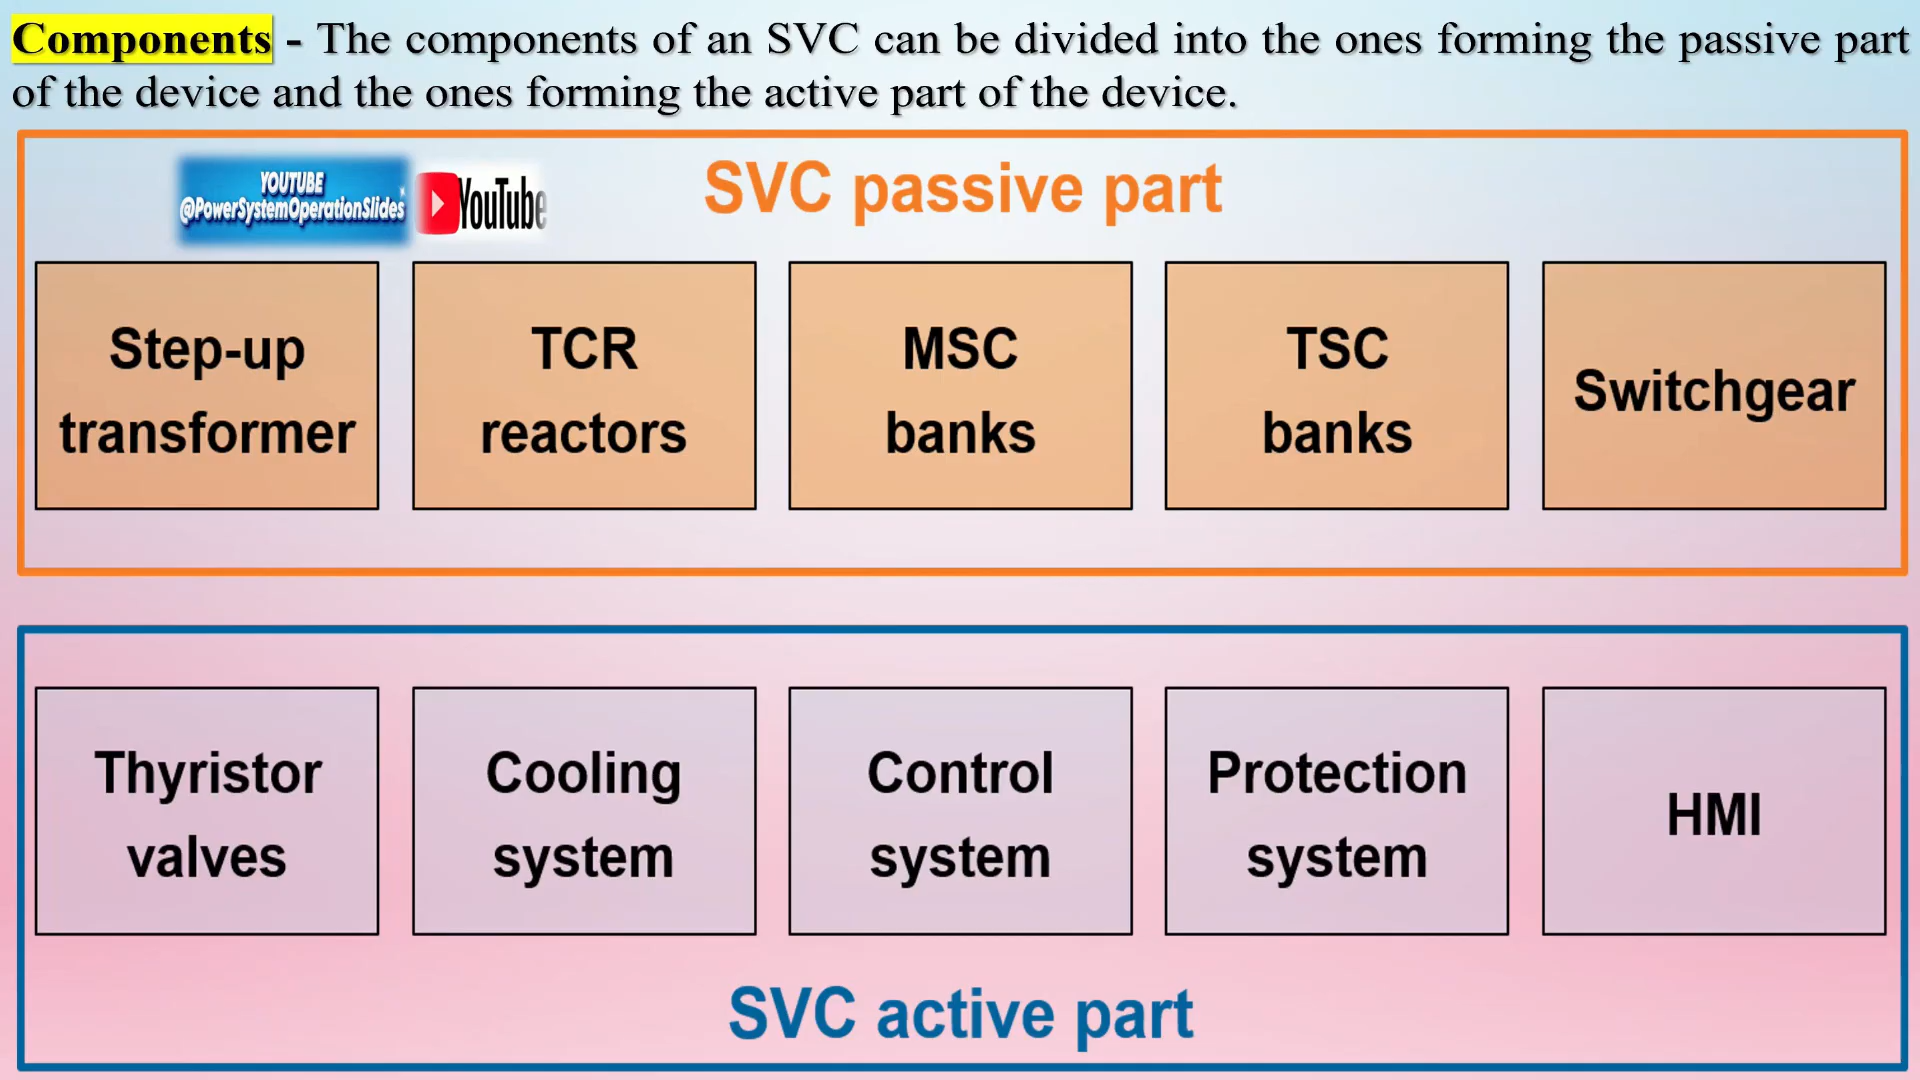 Components - The components of an SVC can be divided into the ones forming the passive part
of the device and the ones forming the active part of the device.
YOUTUBE
@PowerSystemOperationSlides
YouTube
SVC passive part
Step-up
transformer
TCR
reactors
MSC
banks
TSC
banks
Switchgear
Thyristor
valves
Cooling
system
Control
system
Protection
system
HMI
SVC active part